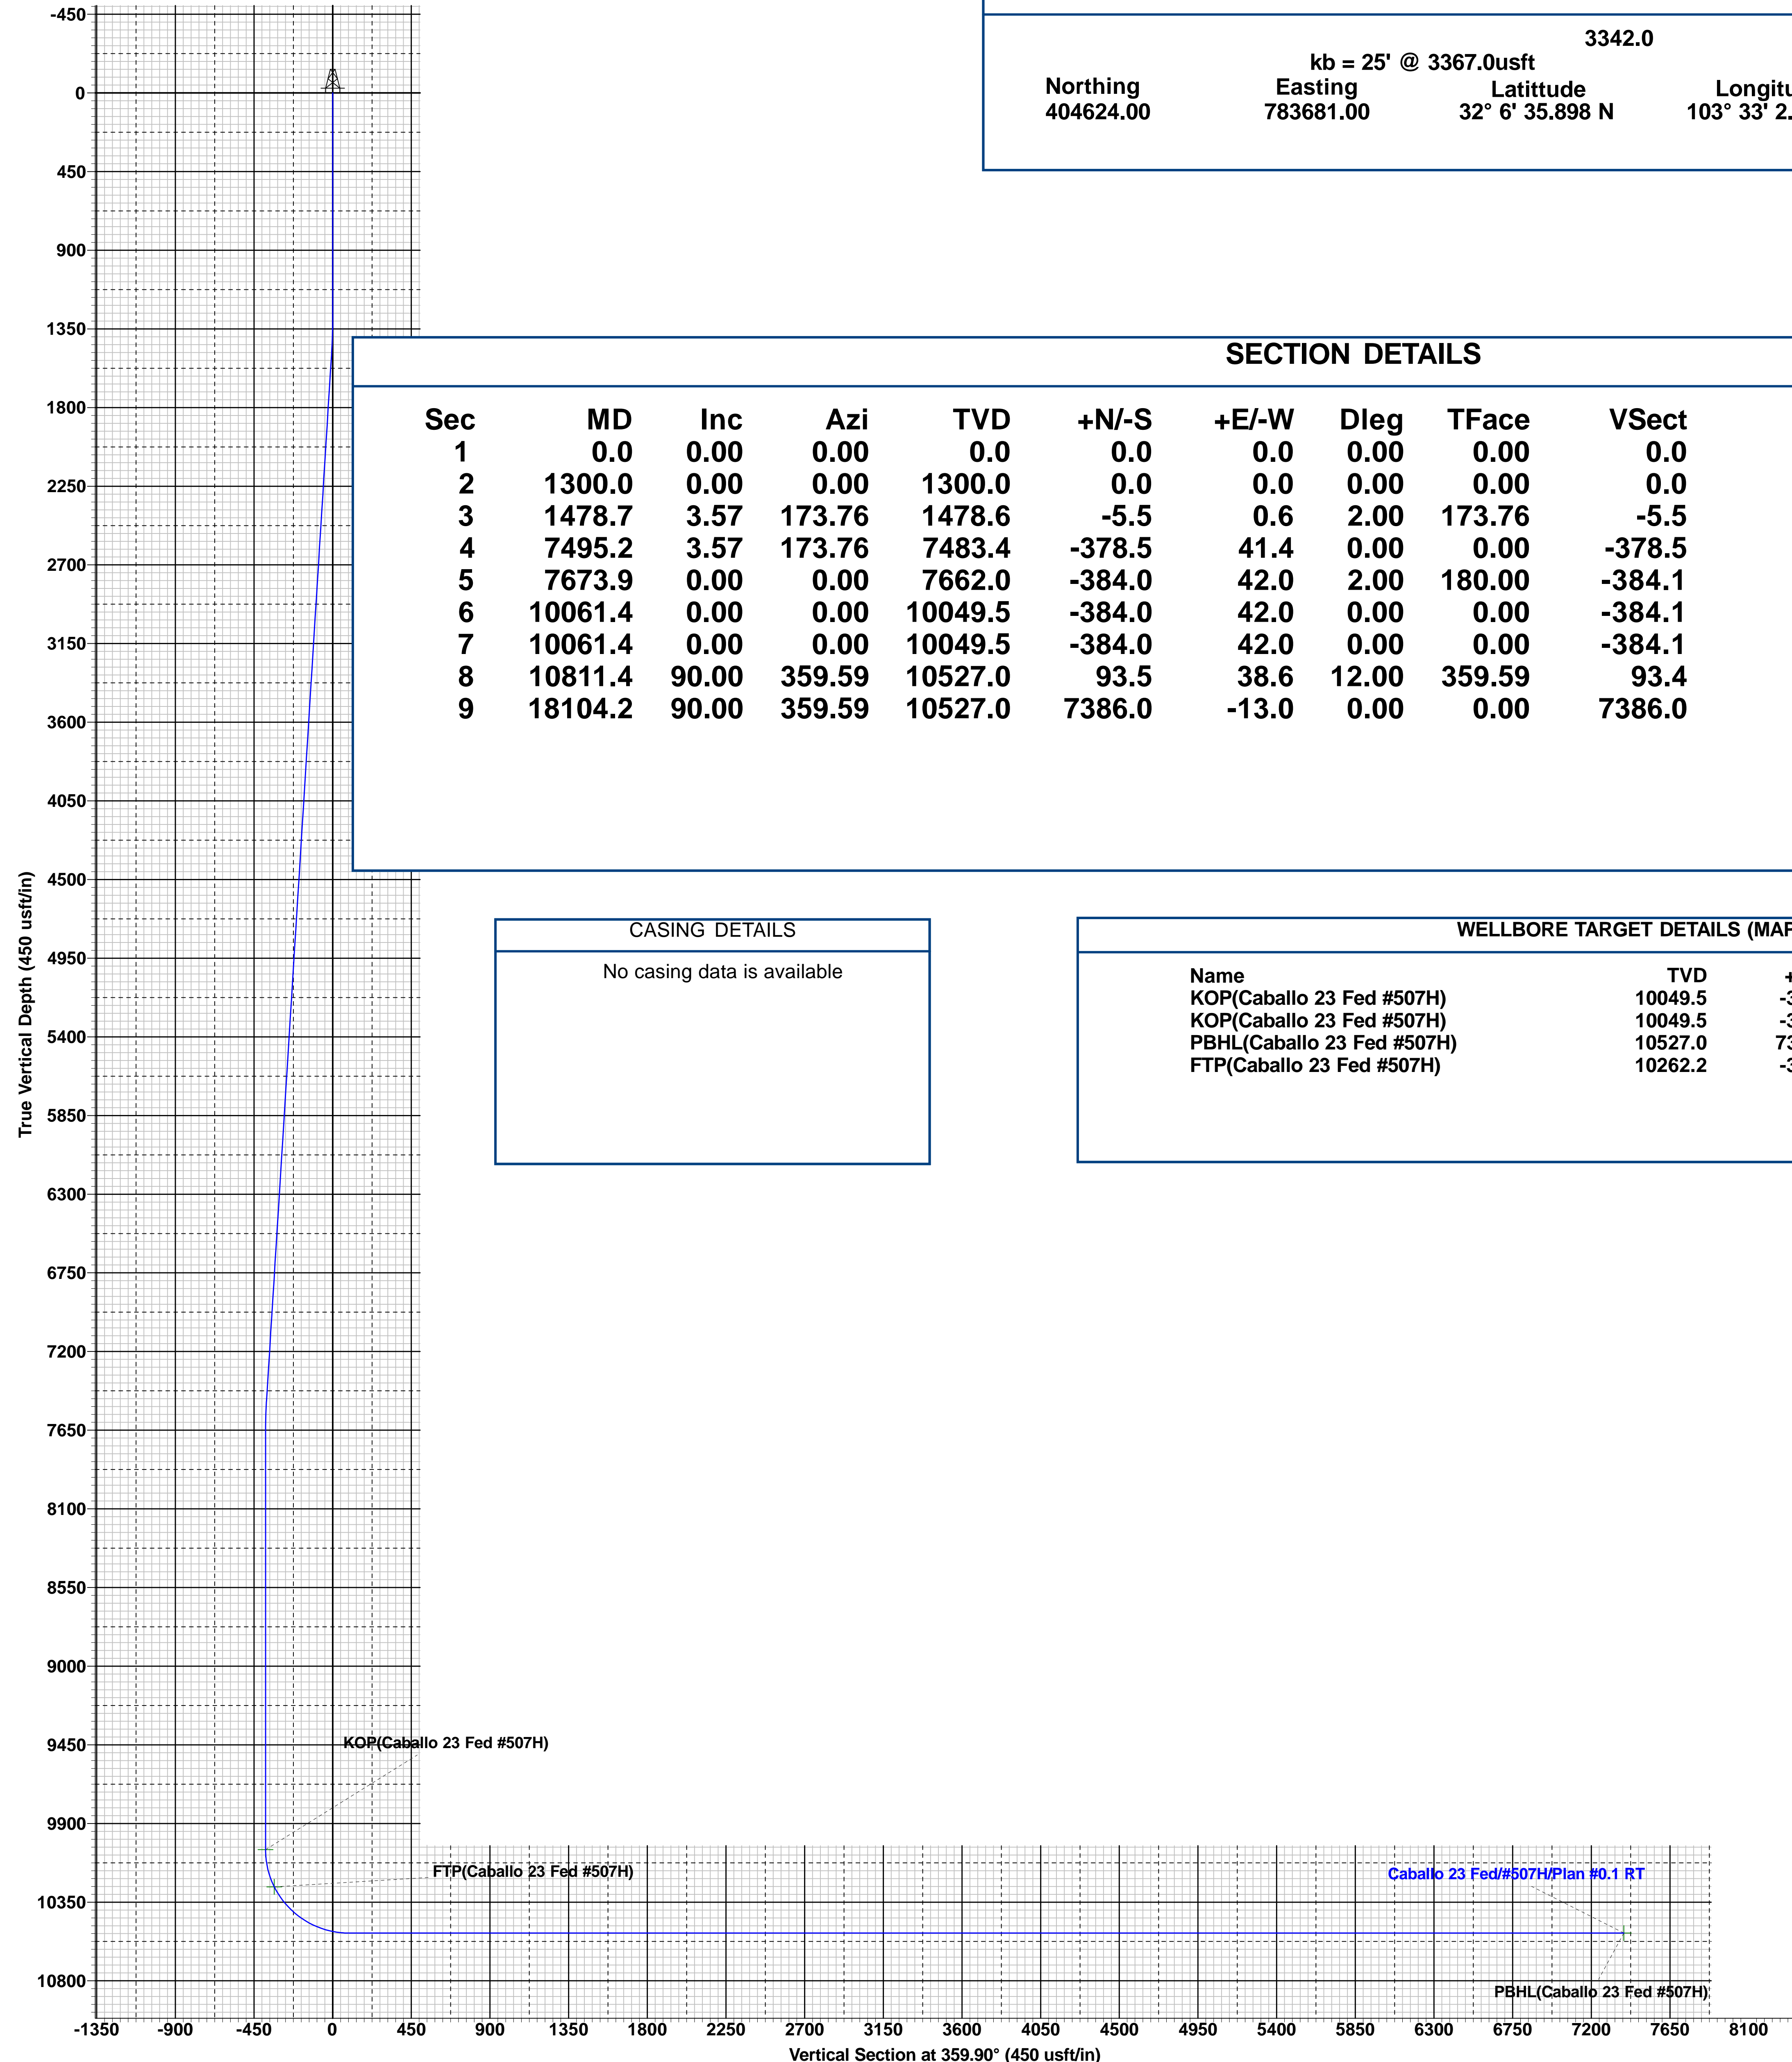 3342.0
kb = 25' @ 3367.0usft
Northing Easting Latittude Longitu
404624.00 783681.00 32° 6' 35.898 N 103° 33' 2.
-450
0
450
900
1350
1800
2250
2700
3150
3600
4050
4500
4950
5400
5850
6300
6750
7200
7650
8100
8550
9000
9450
9900
10350
10800
True Vertical Depth (450 usft/in)
SECTION DETAILS
Sec MD Inc Azi TVD +N/-S +E/-W Dleg TFace VSect
1 0.0 0.00 0.00 0.0 0.0 0.0 0.00 0.00 0.0
2 1300.0 0.00 0.00 1300.0 0.0 0.0 0.00 0.00 0.0
3 1478.7 3.57 173.76 1478.6 -5.5 0.6 2.00 173.76 -5.5
4 7495.2 3.57 173.76 7483.4 -378.5 41.4 0.00 0.00 -378.5
5 7673.9 0.00 0.00 7662.0 -384.0 42.0 2.00 180.00 -384.1
6 10061.4 0.00 0.00 10049.5 -384.0 42.0 0.00 0.00 -384.1
7 10061.4 0.00 0.00 10049.5 -384.0 42.0 0.00 0.00 -384.1
8 10811.4 90.00 359.59 10527.0 93.5 38.6 12.00 359.59 93.4
9 18104.2 90.00 359.59 10527.0 7386.0 -13.0 0.00 0.00 7386.0
CASING DETAILS
No casing data is available
WELLBORE TARGET DETAILS (MAP
Name TVD +
KOP(Caballo 23 Fed #507H) 10049.5 -3
KOP(Caballo 23 Fed #507H) 10049.5 -3
PBHL(Caballo 23 Fed #507H) 10527.0 73
FTP(Caballo 23 Fed #507H) 10262.2 -3
KOP(Caballo 23 Fed #507H)
FTP(Caballo 23 Fed #507H)
Caballo 23 Fed/#507H/Plan #0.1 RT
PBHL(Caballo 23 Fed #507H)
-1350 -900 -450 0 450 900 1350 1800 2250 2700 3150 3600 4050 4500 4950 5400 5850 6300 6750 7200 7650 8100
Vertical Section at 359.90° (450 usft/in)